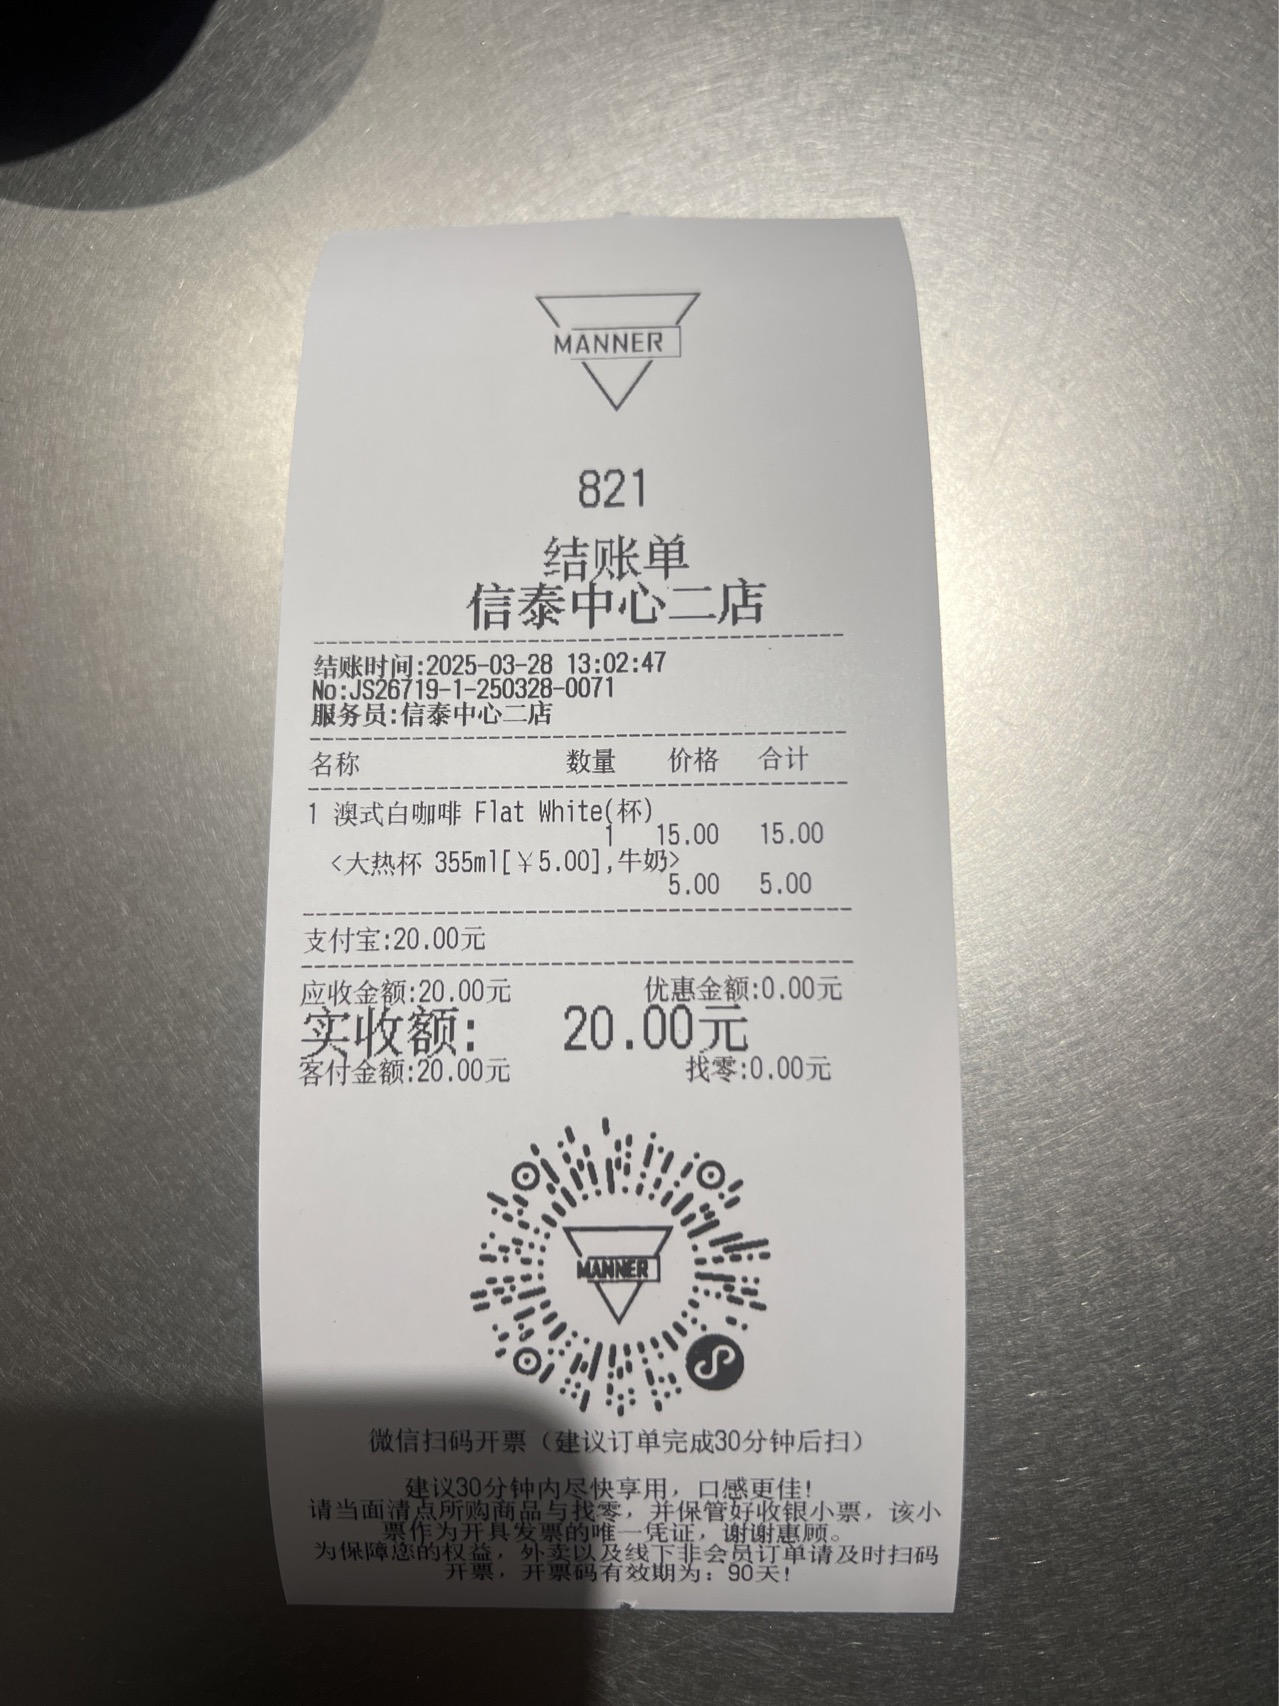 MANNER
821
结账单
信泰中心二店
结账时间:2025-03-28 13:02:47
No:JS26719-1-250328-0071
服务员:信泰中心二店
名称 数量 价格 合计
1 澳式白咖啡 Flat White(杯)
1 15.00 15.00
<大热杯 355ml[￥5.00],牛奶>
5.00 5.00
支付宝:20.00元
应收金额:20.00元 优惠金额:0.00元
实收额: 20.00元
客付金额:20.00元 找零:0.00元
MANNER
微信扫码开票（建议订单完成30分钟后扫）
建议30分钟内尽快享用，口感更佳!
请当面清点所购商品与找零，并保管好收银小票，该小
票作为开具发票的唯一凭证，谢谢惠顾。
为保障您的权益，外卖以及线下非会员订单请及时扫码
开票，开票码有效期为：90天!